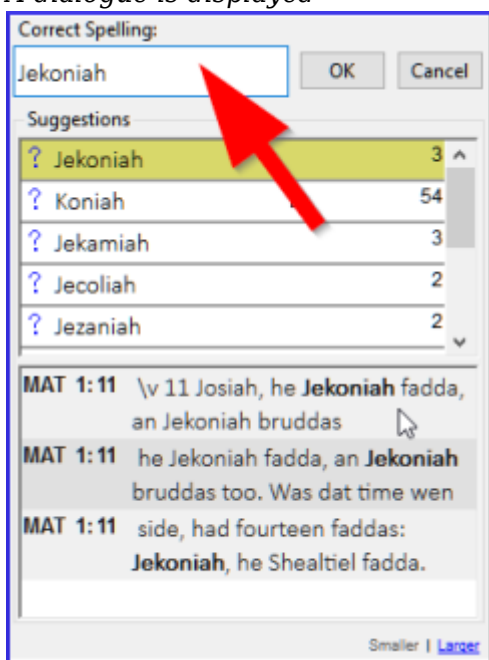 A dialogue is displayed
Correct Spelling:
Jekoniah OK Cancel
Suggestions
? Jekoniah 3
? Koniah 54
? Jekamiah 3
? Jecoliah 2
? Jezaniah 2
MAT 1:11 \v 11 Josiah, he Jekoniah fadda,
an Jekoniah bruddas
MAT 1:11 he Jekoniah fadda, an Jekoniah
bruddas too. Was dat time wen
MAT 1:11 side, had fourteen faddas:
Jekoniah, he Shealtiel fadda.
Smaller | Larger